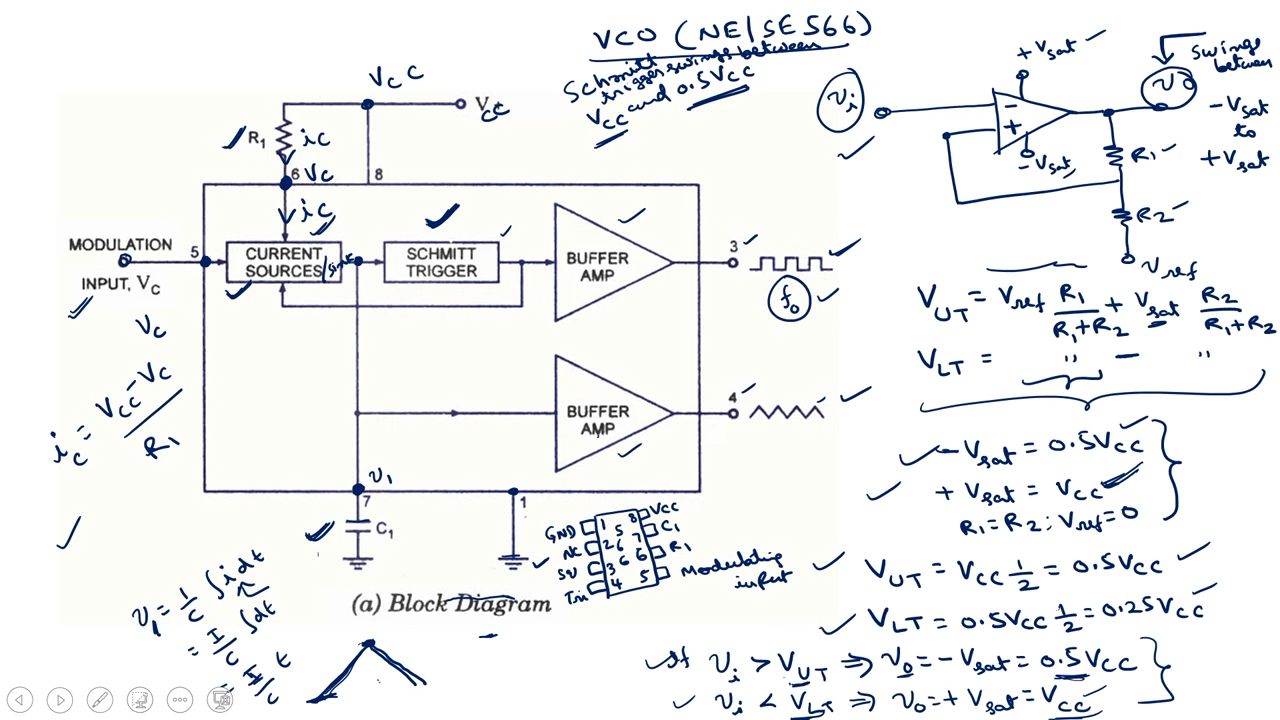 VCO (NE/SE566)
Schmitt
trigger swings between
VCC and 0.5VCC
VCC
VCC
R1
iC
6 VC
8
iC
MODULATION
INPUT, VC
5
CURRENT
SOURCES/sink
SCHMITT
TRIGGER
BUFFER
AMP
3
f0
VC
iC = VCC - VC / R1
BUFFER
AMP
4
v1
7
C1
1
GND 1 8 VCC
NC 2 7 C1
SV 3 6 R1
Tri 4 5 Modulating
input
566
(a) Block Diagram
v1 = 1/C ∫ i dt
= I/C ∫ dt
= I/C t
+Vsat
vi
-
+
-Vsat
v0
Swings
between
-Vsat
to
+Vsat
R1
R2
Vref
VUT = Vref R1/(R1+R2) + Vsat R2/(R1+R2)
VLT = " - "
-Vsat = 0.5VCC
+Vsat = VCC
R1=R2; Vref=0
VUT = VCC 1/2 = 0.5VCC
VLT = 0.5VCC 1/2 = 0.25VCC
If vi > VUT ⇒ v0 = -Vsat = 0.5VCC
vi < VLT ⇒ v0 = +Vsat = VCC